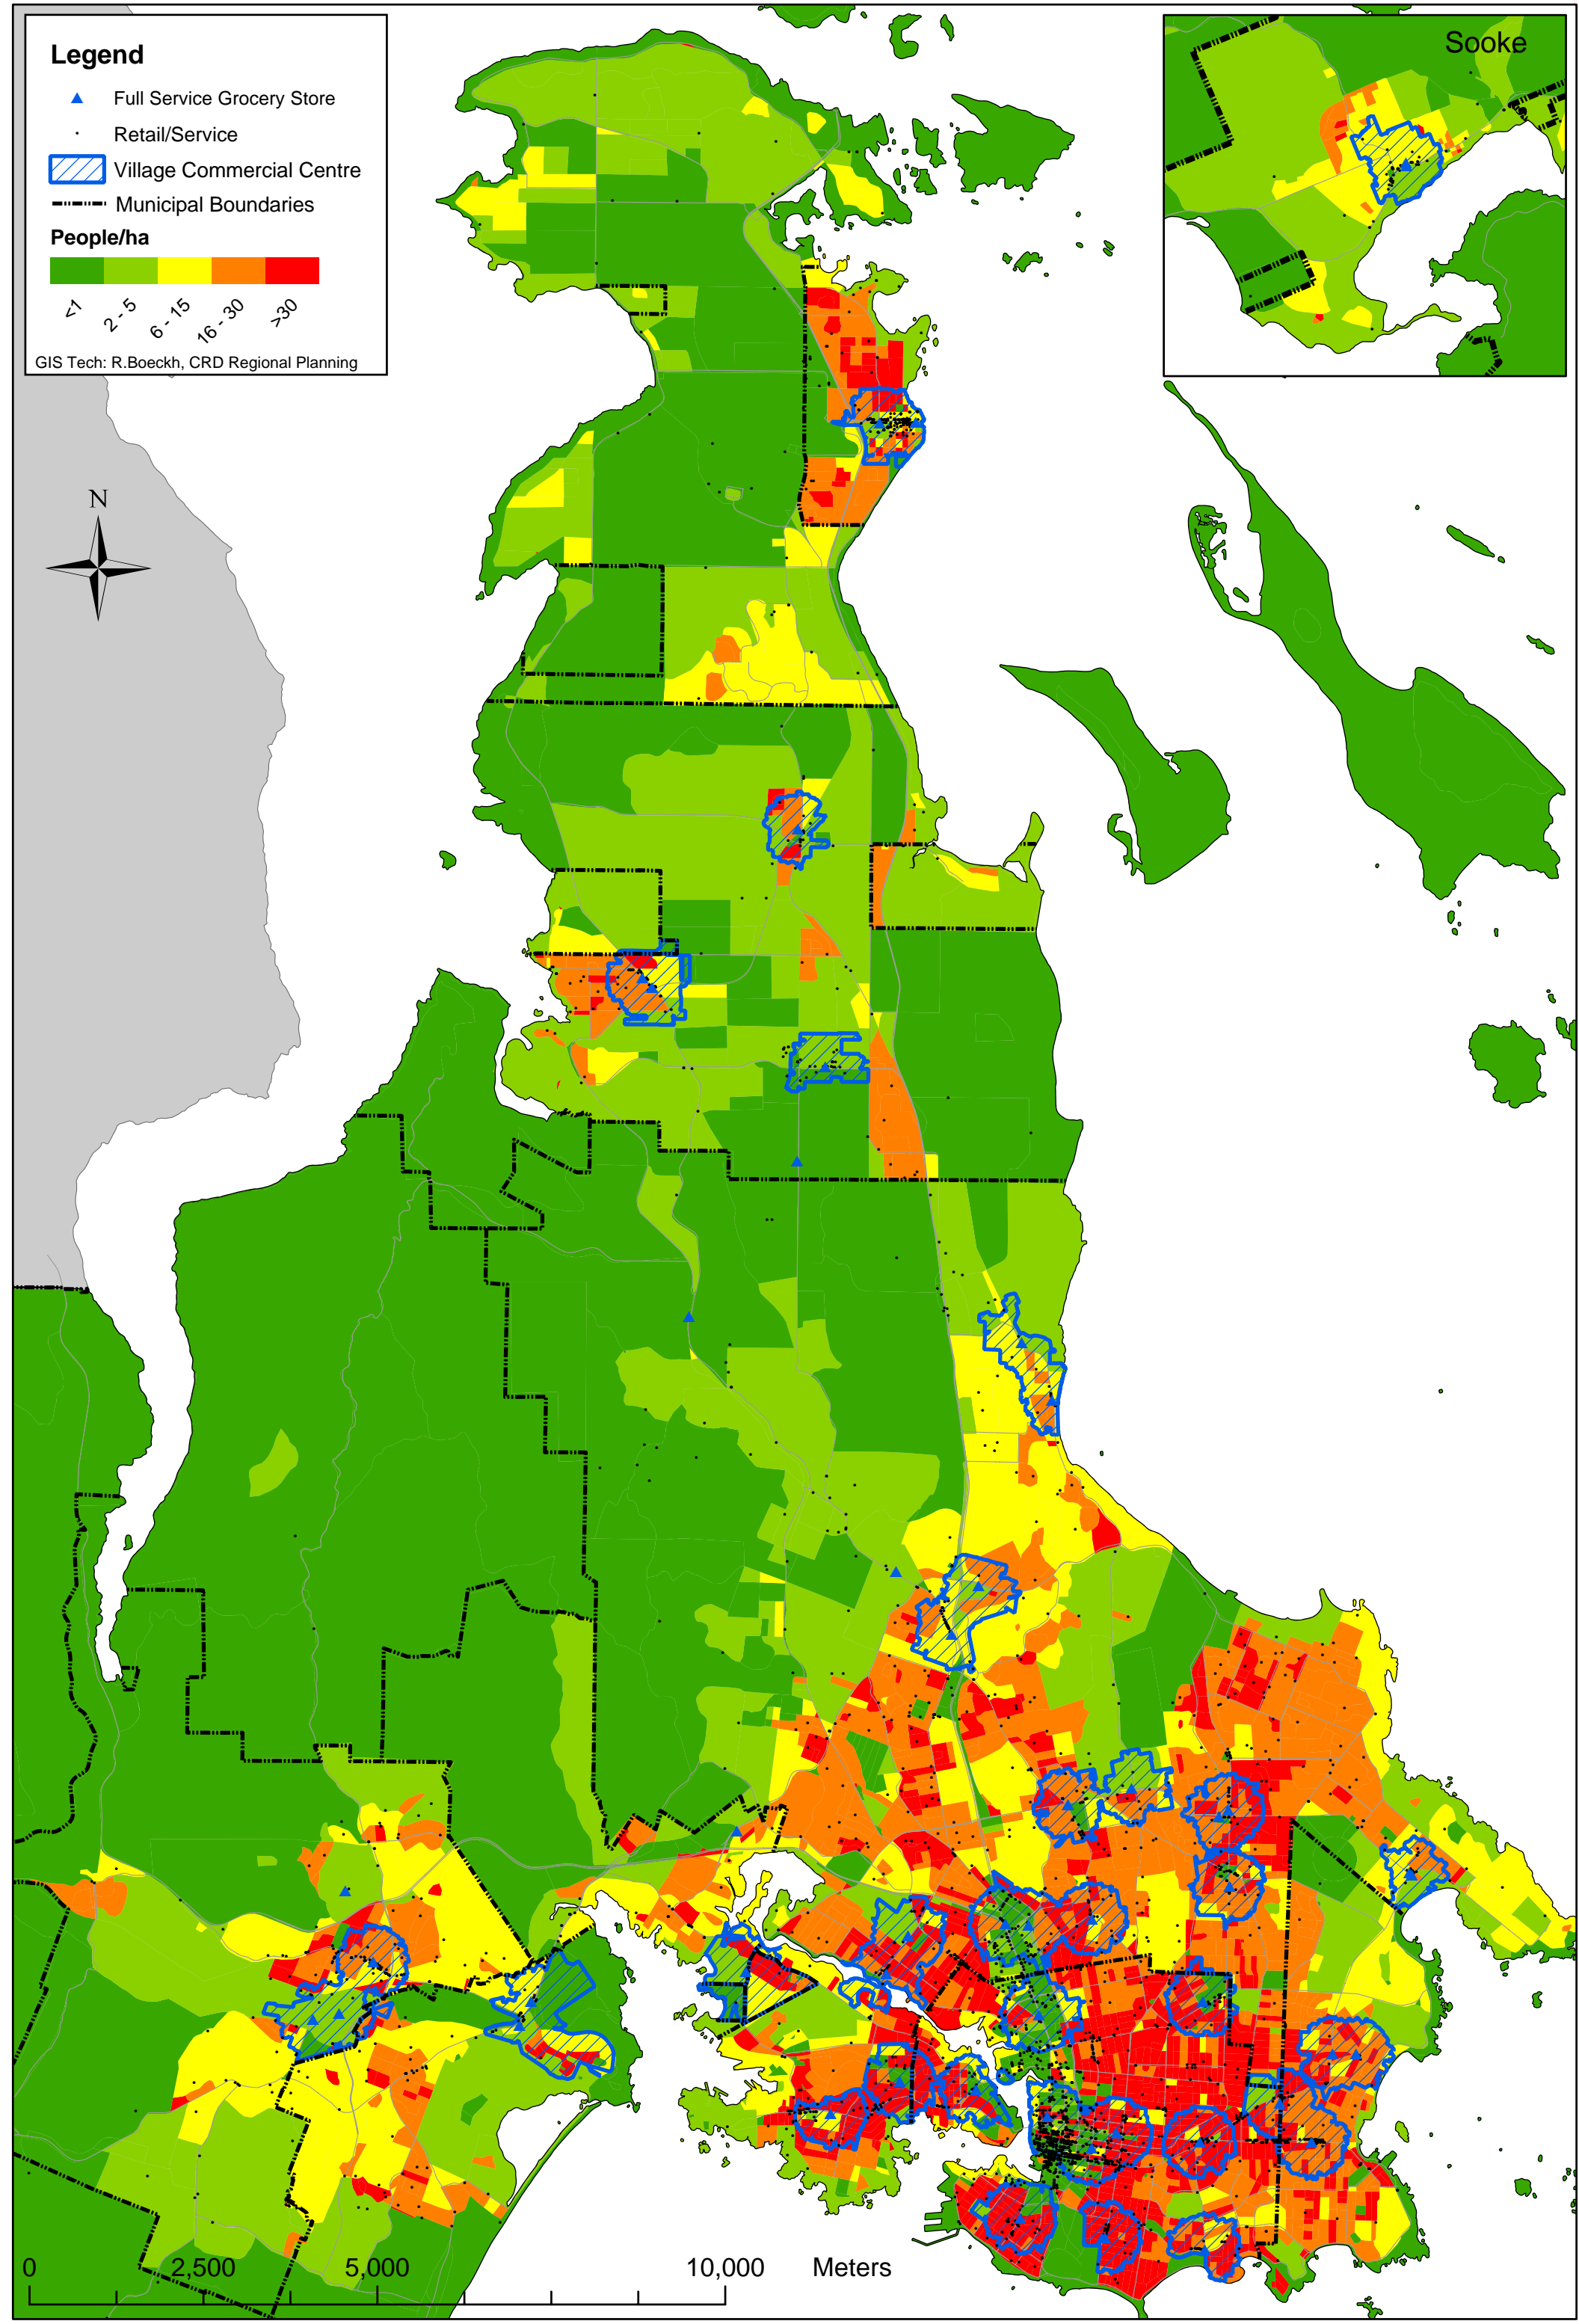 Legend
Full Service Grocery Store
Retail/Service
Village Commercial Centre
Municipal Boundaries
People/ha
<1
2 - 5
6 - 15
16 - 30
>30
GIS Tech: R.Boeckh, CRD Regional Planning
Sooke
N
0 2,500 5,000 10,000 Meters